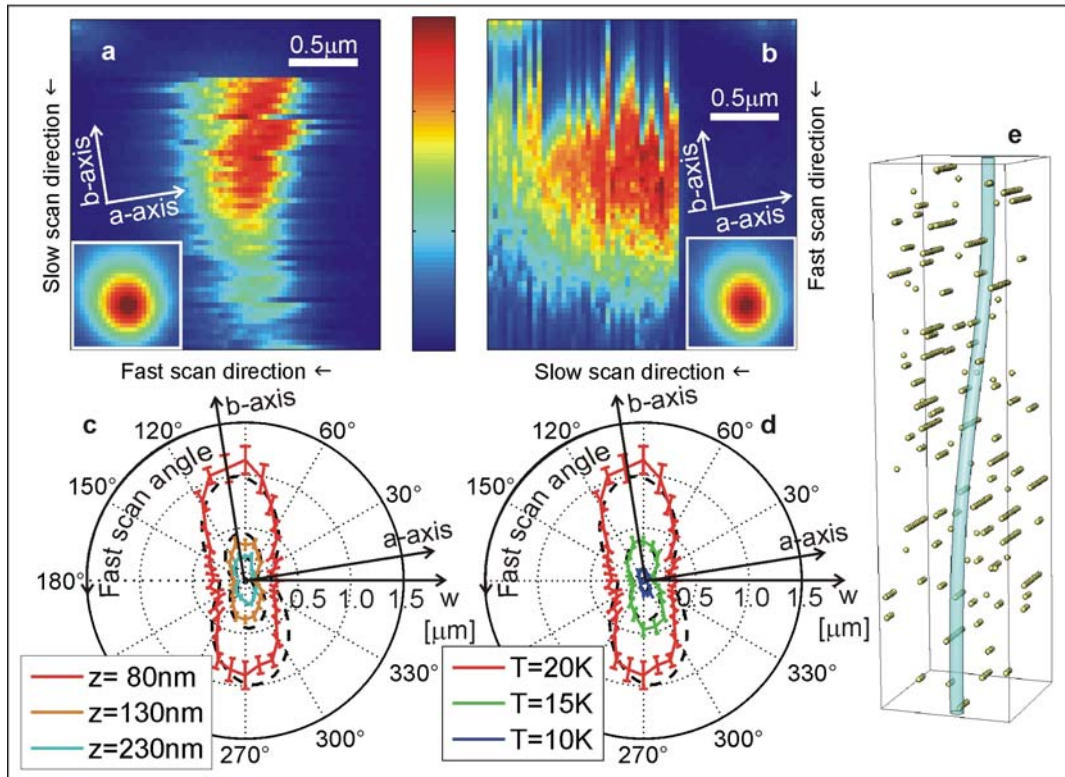 a
0.5μm
Slow scan direction ←
b-axis
a-axis
Fast scan direction ←
b
0.5μm
b-axis
a-axis
Fast scan direction ←
Slow scan direction ←
c
b-axis
120°
60°
150°
30°
Fast scan angle
a-axis
180°
0.5 1.0 1.5
w
[μm]
330°
300°
270°
z= 80nm
z=130nm
z=230nm
d
b-axis
120°
60°
150°
30°
Fast scan angle
a-axis
180°
0.5 1.0 1.5
w
[μm]
330°
300°
270°
T=20K
T=15K
T=10K
e